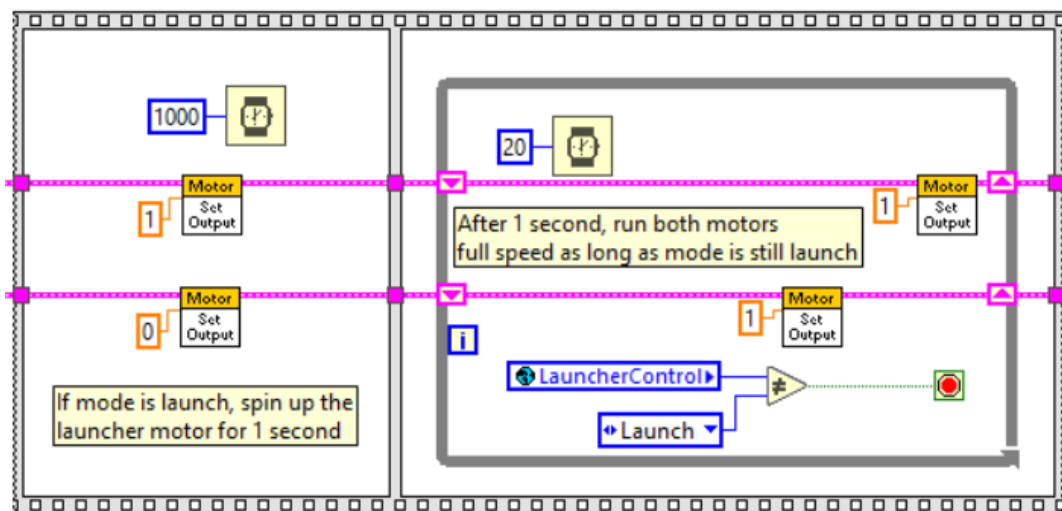 1000
Motor
Set
Output
1
Motor
Set
Output
0
If mode is launch, spin up the
launcher motor for 1 second
20
Motor
Set
Output
1
After 1 second, run both motors
full speed as long as mode is still launch
Motor
Set
Output
1
i
LauncherControl
Launch
≠